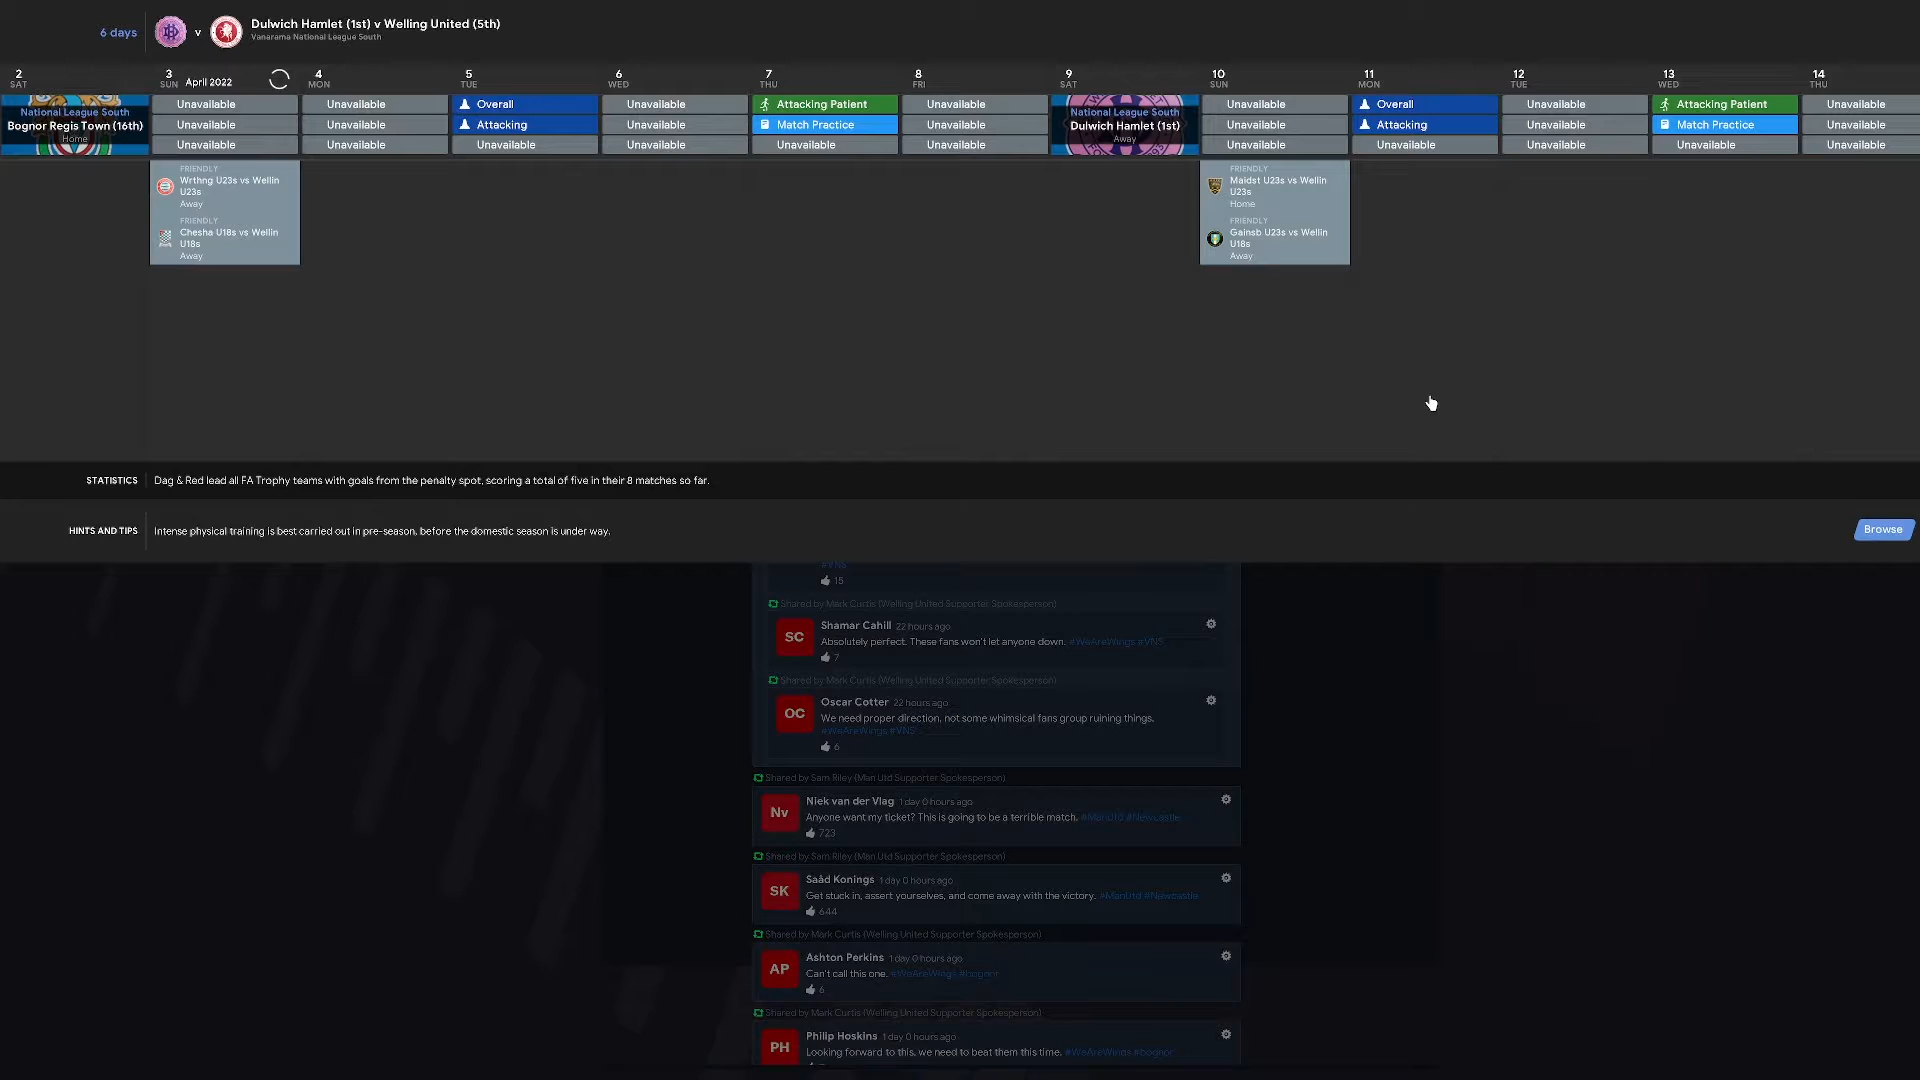 6 days
v
Dulwich Hamlet (1st) v Welling United (5th)
Vanarama National League South
2 SAT
3 SUN April 2022
4 MON
5 TUE
6 WED
7 THU
8 FRI
9 SAT
10 SUN
11 MON
12 TUE
13 WED
14 THU
National League South
Bognor Regis Town (16th)
Home
Unavailable
Unavailable
Unavailable
Unavailable
Unavailable
Unavailable
Overall
Attacking
Unavailable
Unavailable
Unavailable
Unavailable
Attacking Patient
Match Practice
Unavailable
Unavailable
Unavailable
Unavailable
National League South
Dulwich Hamlet (1st)
Away
Unavailable
Unavailable
Unavailable
Overall
Attacking
Unavailable
Unavailable
Unavailable
Unavailable
Attacking Patient
Match Practice
Unavailable
Unavailable
Unavailable
Unavailable
FRIENDLY
Wrthng U23s vs Wellin
U23s
Away
FRIENDLY
Chesha U18s vs Wellin
U18s
Away
FRIENDLY
Maidst U23s vs Wellin
U23s
Home
FRIENDLY
Gainsb U23s vs Wellin
U18s
Away
STATISTICS
Dag & Red lead all FA Trophy teams with goals from the penalty spot, scoring a total of five in their 8 matches so far.
HINTS AND TIPS
Intense physical training is best carried out in pre-season, before the domestic season is under way.
Browse
#VNS
15
Shared by Mark Curtis (Welling United Supporter Spokesperson)
SC
Shamar Cahill 22 hours ago
Absolutely perfect. These fans won't let anyone down. #WeAreWings #VNS
7
Shared by Mark Curtis (Welling United Supporter Spokesperson)
OC
Oscar Cotter 22 hours ago
We need proper direction, not some whimsical fans group ruining things.
#WeAreWings #VNS
6
Shared by Sam Riley (Man Utd Supporter Spokesperson)
Nv
Niek van der Vlag 1 day 0 hours ago
Anyone want my ticket? This is going to be a terrible match. #ManUtd #Newcastle
723
Shared by Sam Riley (Man Utd Supporter Spokesperson)
SK
Saâd Konings 1 day 0 hours ago
Get stuck in, assert yourselves, and come away with the victory. #ManUtd #Newcastle
644
Shared by Mark Curtis (Welling United Supporter Spokesperson)
AP
Ashton Perkins 1 day 0 hours ago
Can't call this one. #WeAreWings #bognor
6
Shared by Mark Curtis (Welling United Supporter Spokesperson)
PH
Philip Hoskins 1 day 0 hours ago
Looking forward to this, we need to beat them this time. #WeAreWings #bognor